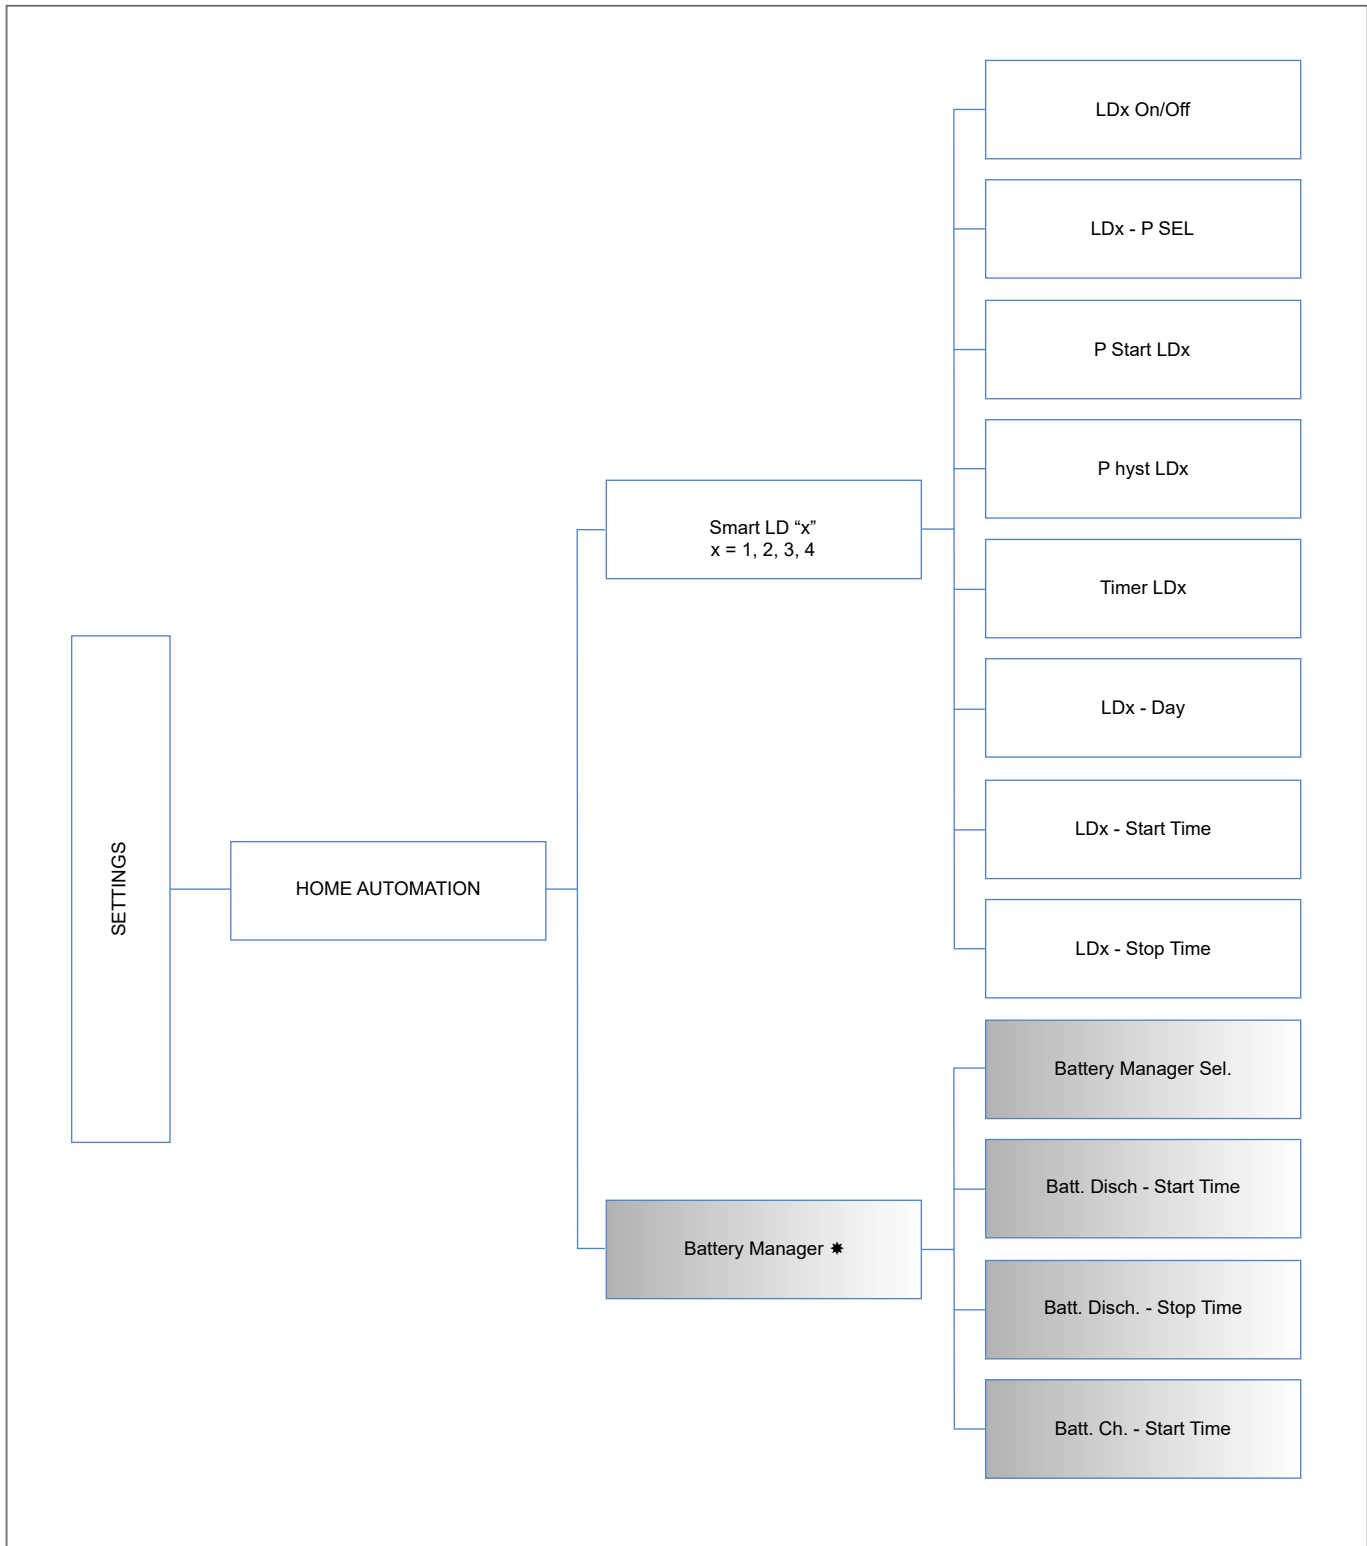 SETTINGS
HOME AUTOMATION
Smart LD “x”
x = 1, 2, 3, 4
LDx On/Off
LDx - P SEL
P Start LDx
P hyst LDx
Timer LDx
LDx - Day
LDx - Start Time
LDx - Stop Time
Battery Manager ✸
Battery Manager Sel.
Batt. Disch - Start Time
Batt. Disch. - Stop Time
Batt. Ch. - Start Time